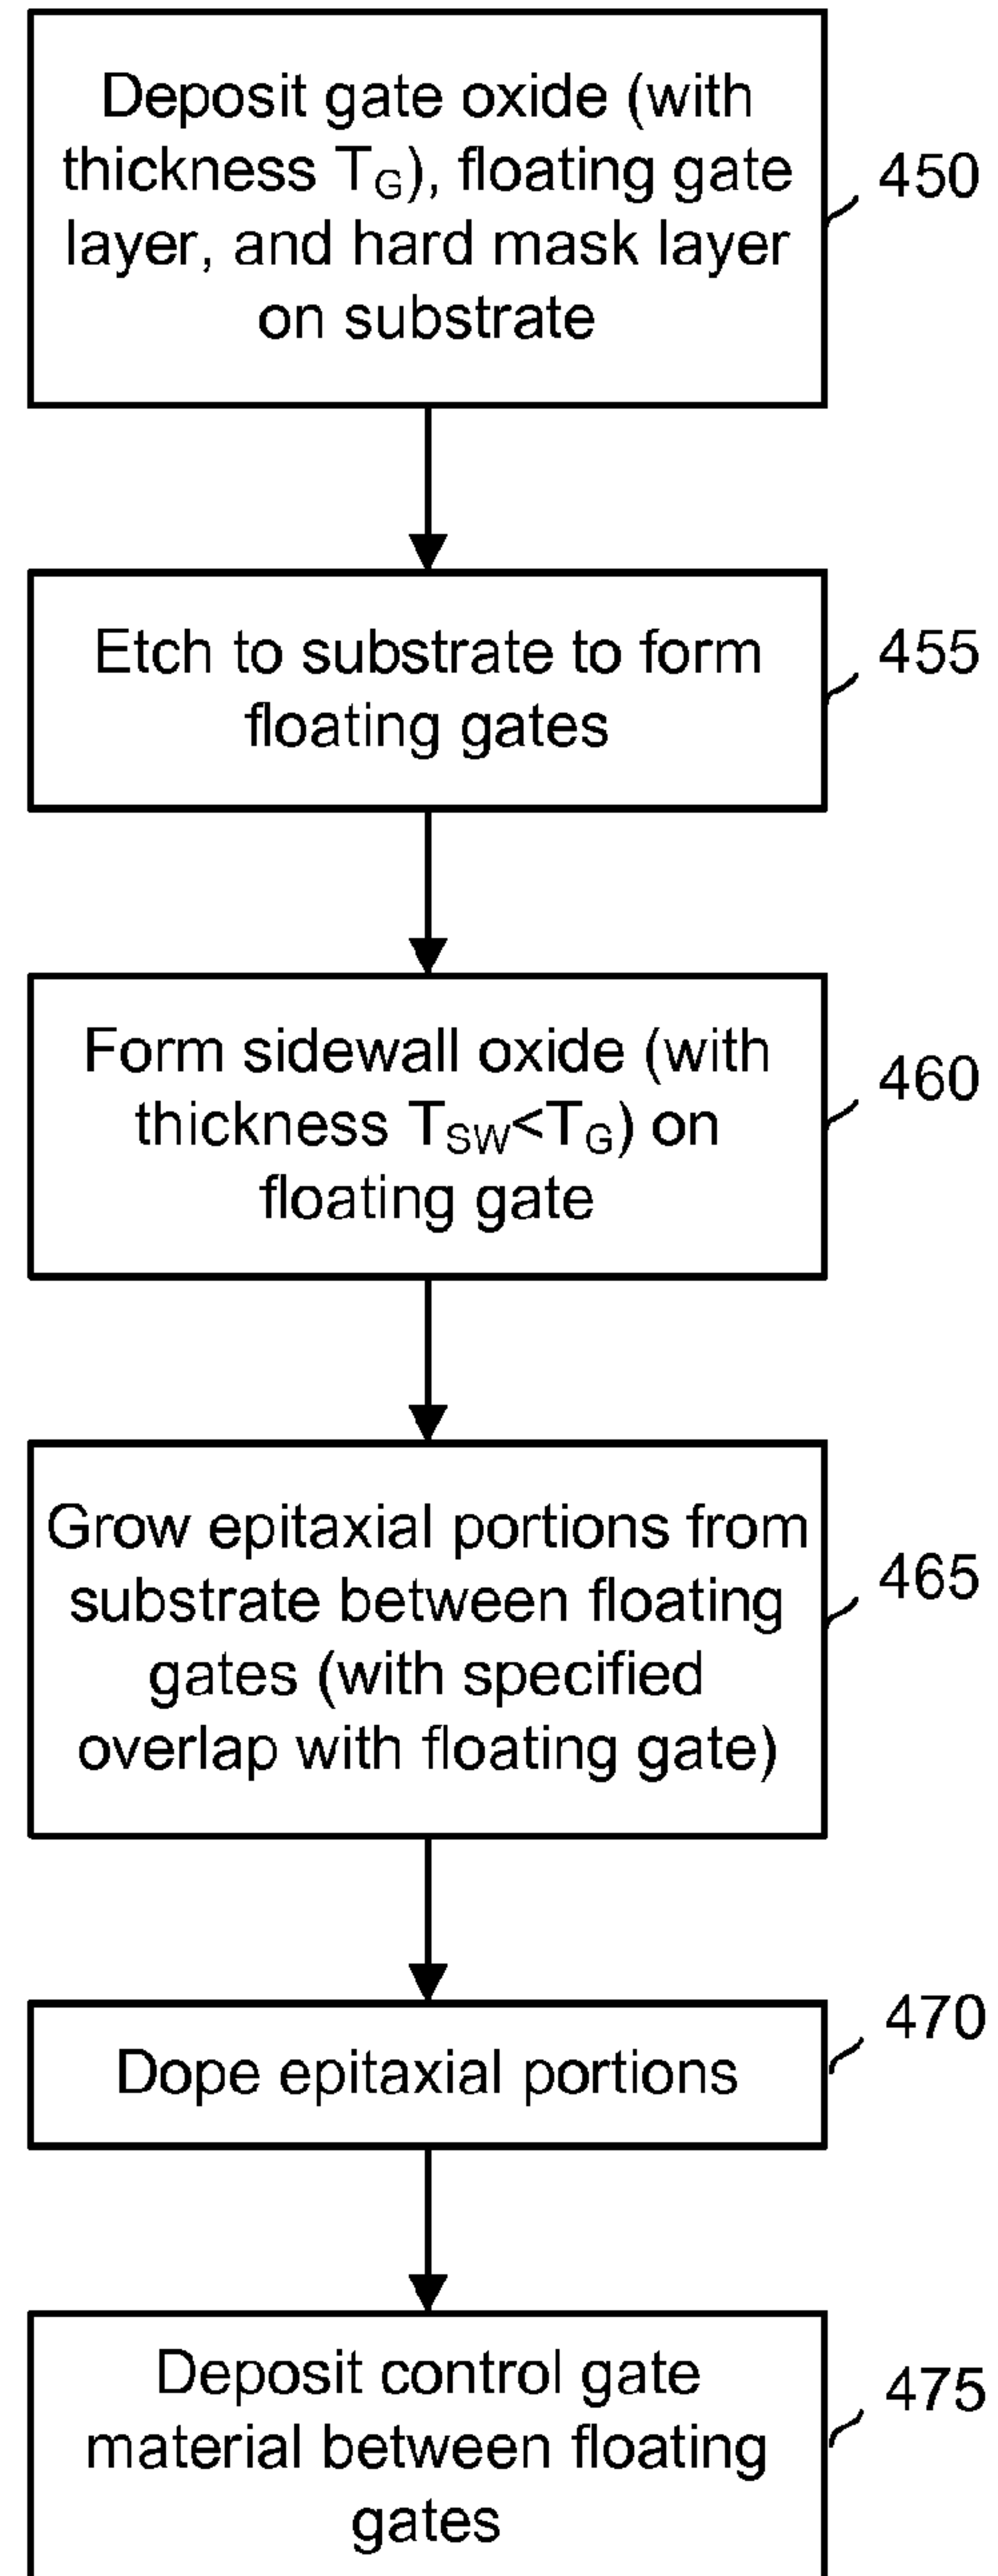 Deposit gate oxide (with
thickness TG), floating gate
layer, and hard mask layer
on substrate
450
Etch to substrate to form
floating gates
455
Form sidewall oxide (with
thickness TSW<TG) on
floating gate
460
Grow epitaxial portions from
substrate between floating
gates (with specified
overlap with floating gate)
465
Dope epitaxial portions
470
Deposit control gate
material between floating
gates
475